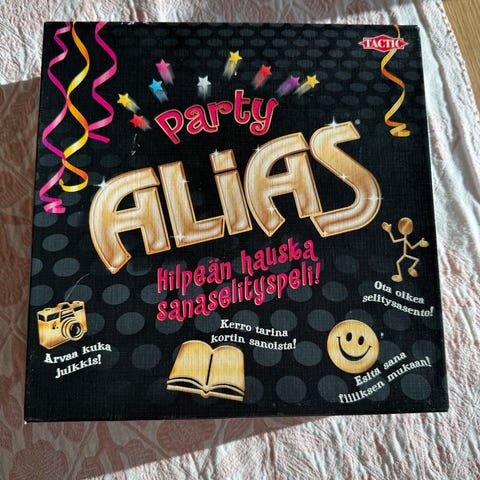 TACTIC
Party
ALIAS
Hilpeän hauska
sanaselityspeli!
Ota oikea
selitysasento!
Kerro tarina
kortin sanoista!
Arvaa kuka
julkkis!
Esitä sana
fiiliksen mukaan!